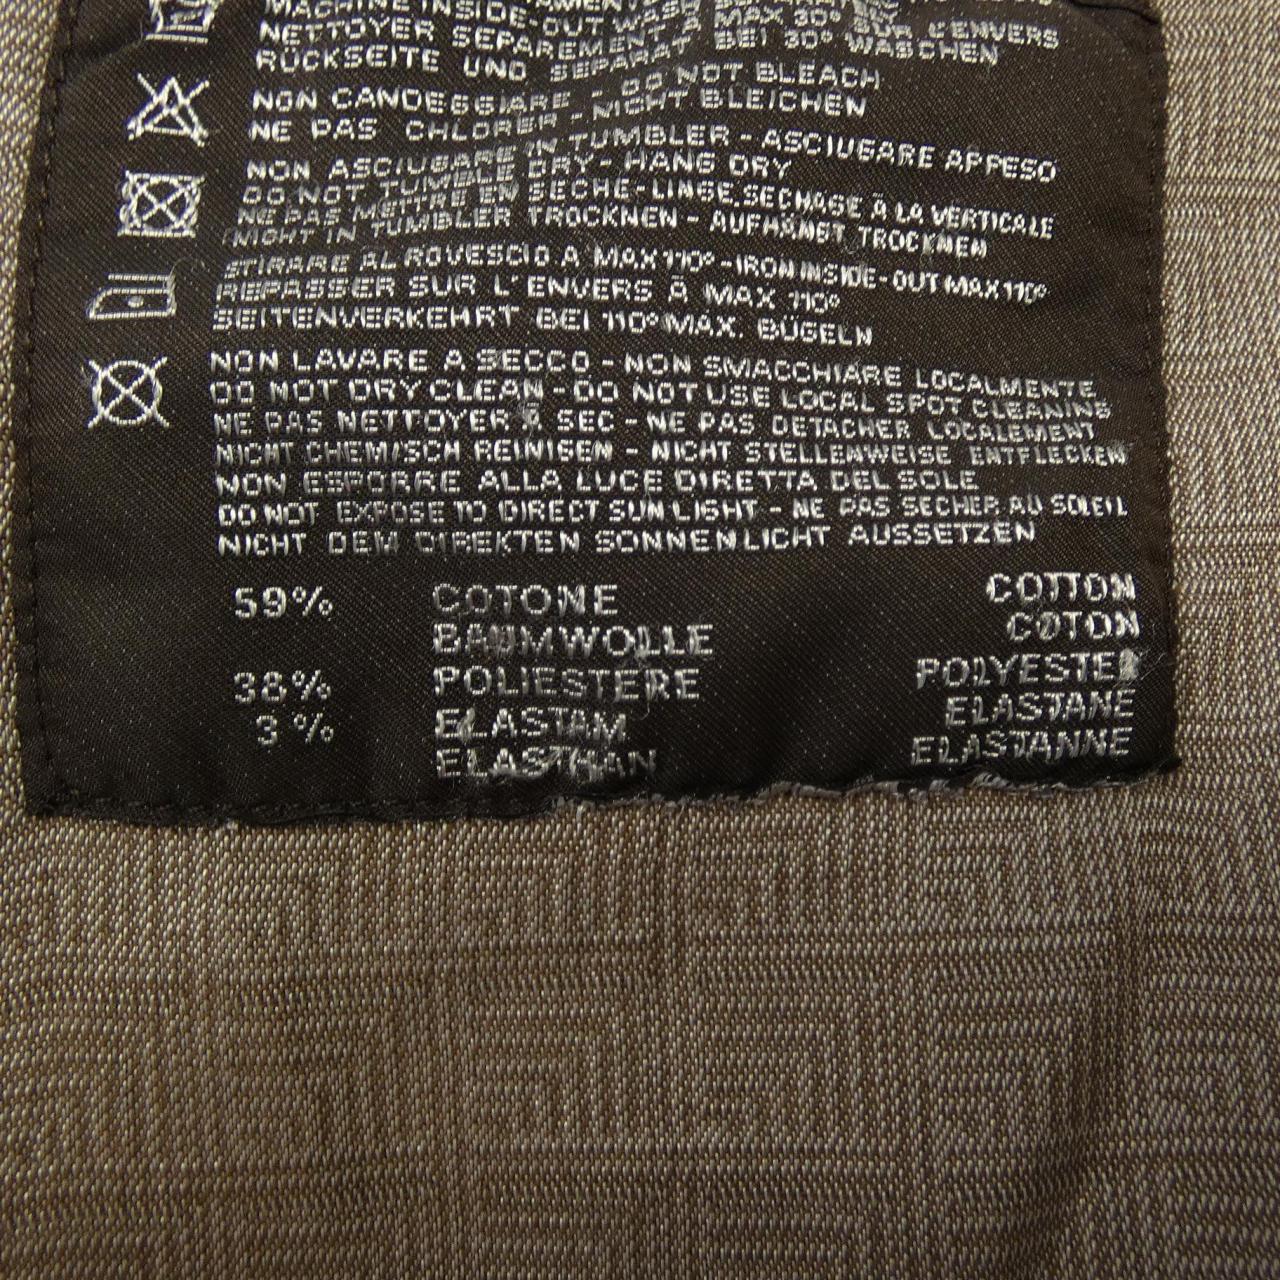 MACHINE INSIDE-OUT WASH
NETTOYER SEPAREMENT À MAX 30° SUR L'ENVERS
RÜCKSEITE UND SEPARAT BEI 30° WASCHEN
NON CANDEGGIARE - DO NOT BLEACH
NE PAS CHLORER - NICHT BLEICHEN
NON ASCIUGARE IN TUMBLER - ASCIUGARE APPESO
DO NOT TUMBLE DRY - HANG DRY
NE PAS METTRE EN SECHE-LINGE, SECHAGE À LA VERTICALE
NICHT IN TUMBLER TROCKNEN - AUFHÄNGT TROCKNEN
STIRARE AL ROVESCIO A MAX 110° - IRON INSIDE-OUT MAX 110°
REPASSER SUR L'ENVERS À MAX 110°
SEITENVERKEHRT BEI 110° MAX. BÜGELN
NON LAVARE A SECCO - NON SMACCHIARE LOCALMENTE
DO NOT DRY CLEAN - DO NOT USE LOCAL SPOT CLEANING
NE PAS NETTOYER À SEC - NE PAS DETACHER LOCALEMENT
NICHT CHEMISCH REINIGEN - NICHT STELLENWEISE ENTFLECKEN
NON ESPORRE ALLA LUCE DIRETTA DEL SOLE
DO NOT EXPOSE TO DIRECT SUN LIGHT - NE PAS SECHER AU SOLEIL
NICHT DEM DIREKTEN SONNENLICHT AUSSETZEN
59% COTONE COTTON
BAUMWOLLE COTON
38% POLIESTERE POLYESTER
3% ELASTAM ELASTANE
ELASTHAN ELASTANNE